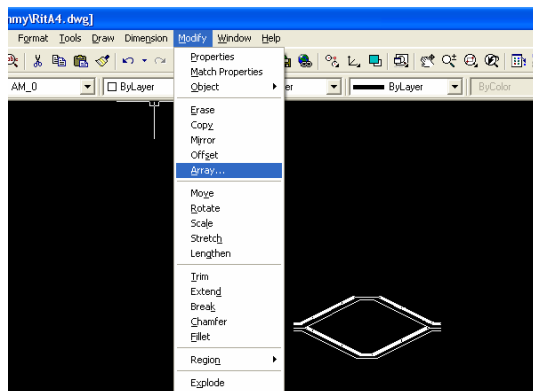 nmy\RitA4.dwg]
Format Tools Draw Dimension Modify Window Help
AM_0 ByLayer er ByLayer ByColor
Properties
Match Properties
Object
Erase
Copy
Mirror
Offset
Array...
Move
Rotate
Scale
Stretch
Lengthen
Trim
Extend
Break
Chamfer
Fillet
Region
Explode